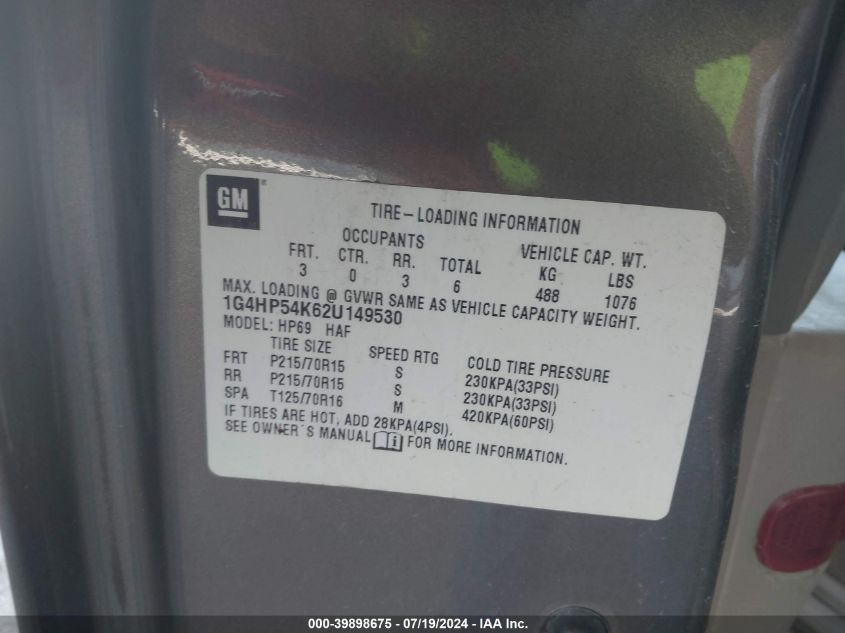 GM
TIRE-LOADING INFORMATION
OCCUPANTS VEHICLE CAP. WT.
FRT. CTR. RR. TOTAL KG LBS
3 0 3 6 488 1076
MAX. LOADING @ GVWR SAME AS VEHICLE CAPACITY WEIGHT.
1G4HP54K62U149530
MODEL: HP69 HAF
TIRE SIZE SPEED RTG COLD TIRE PRESSURE
FRT P215/70R15 S 230KPA(33PSI)
RR P215/70R15 S 230KPA(33PSI)
SPA T125/70R16 M 420KPA(60PSI)
IF TIRES ARE HOT, ADD 28KPA(4PSI).
SEE OWNER'S MANUAL i FOR MORE INFORMATION.
000-39898675 / 07/19/2024 - IAA Inc.